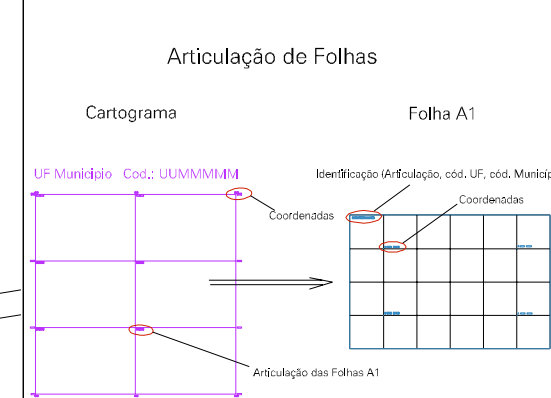 Articulação de Folhas
Cartograma
Folha A1
UF Municipio Cod.: UUMMMMM
Identificação (Articulação, cód. UF, cód. Municíp
Coordenadas
Coordenadas
Articulação das Folhas A1